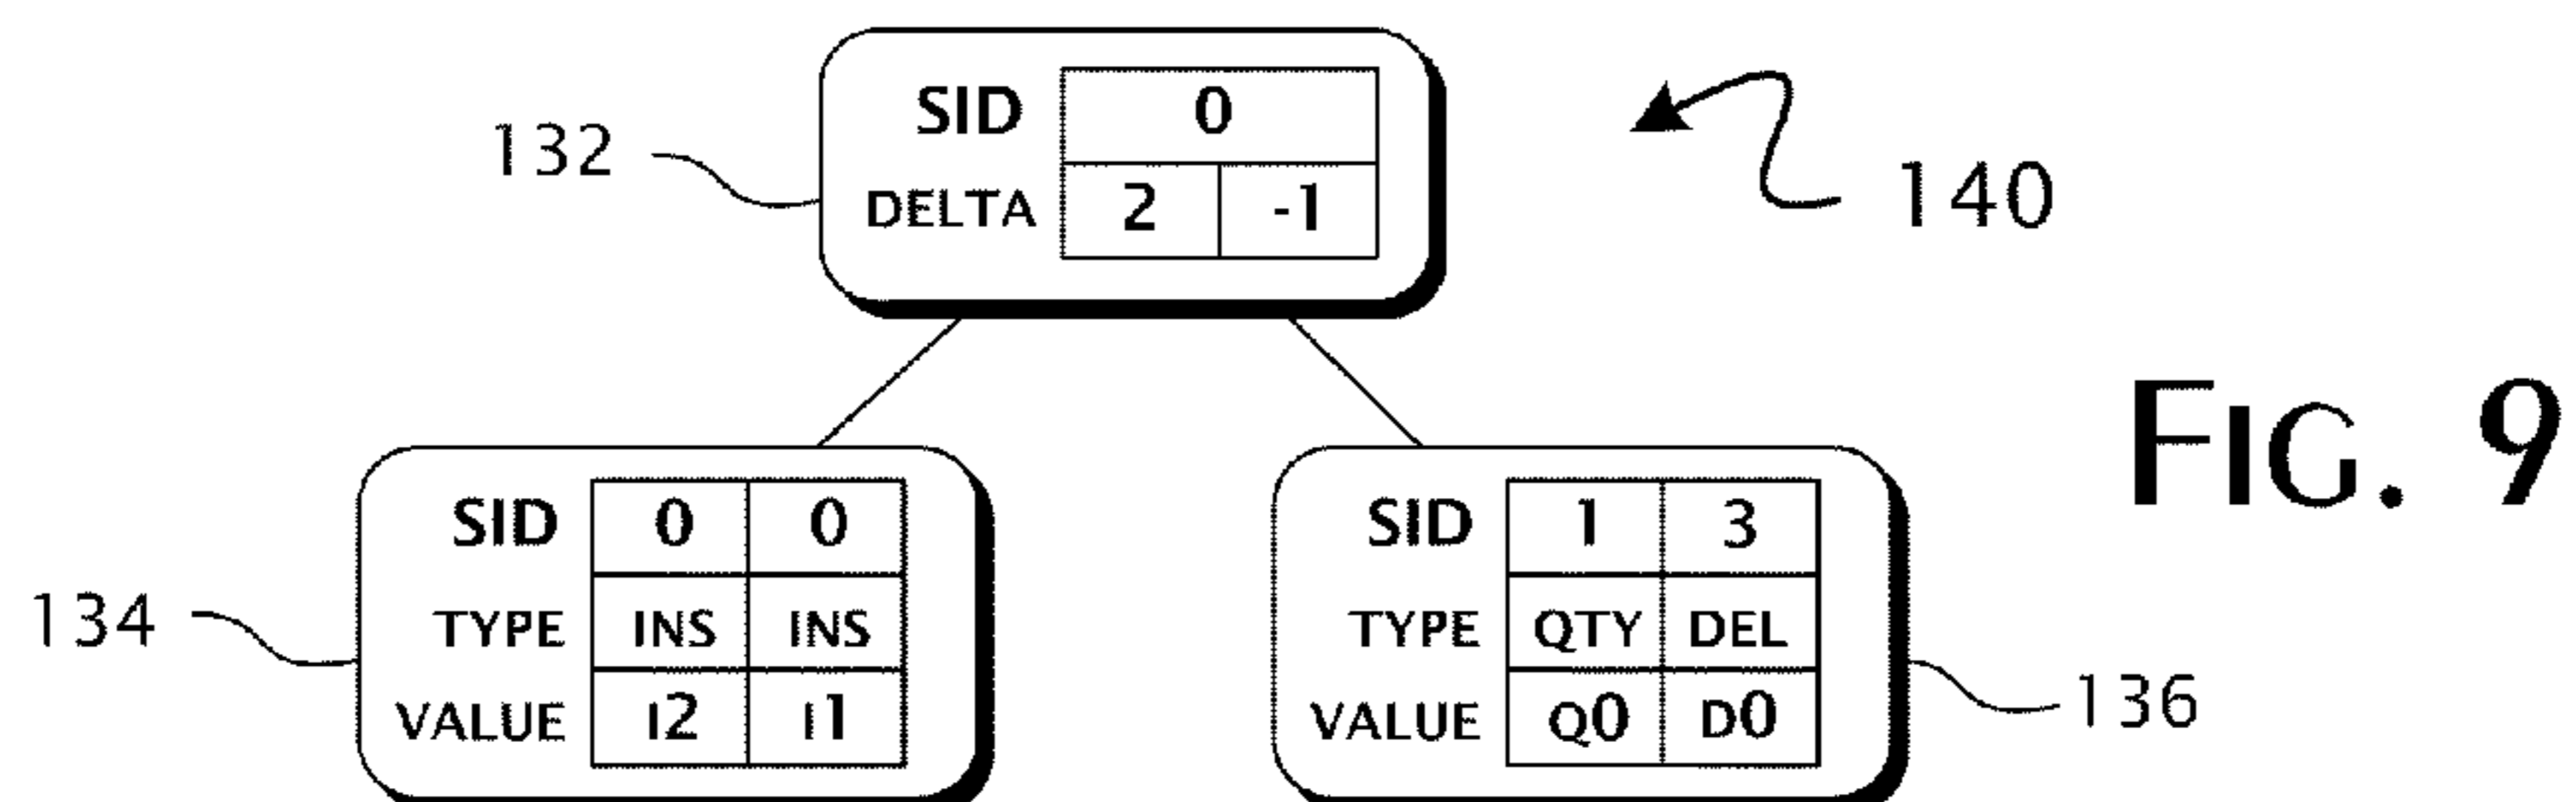 SID 0
132
DELTA 2 -1
140
FIG. 9
SID 0 0
134
TYPE INS INS
VALUE I2 I1
SID 1 3
TYPE QTY DEL
VALUE Q0 D0
136